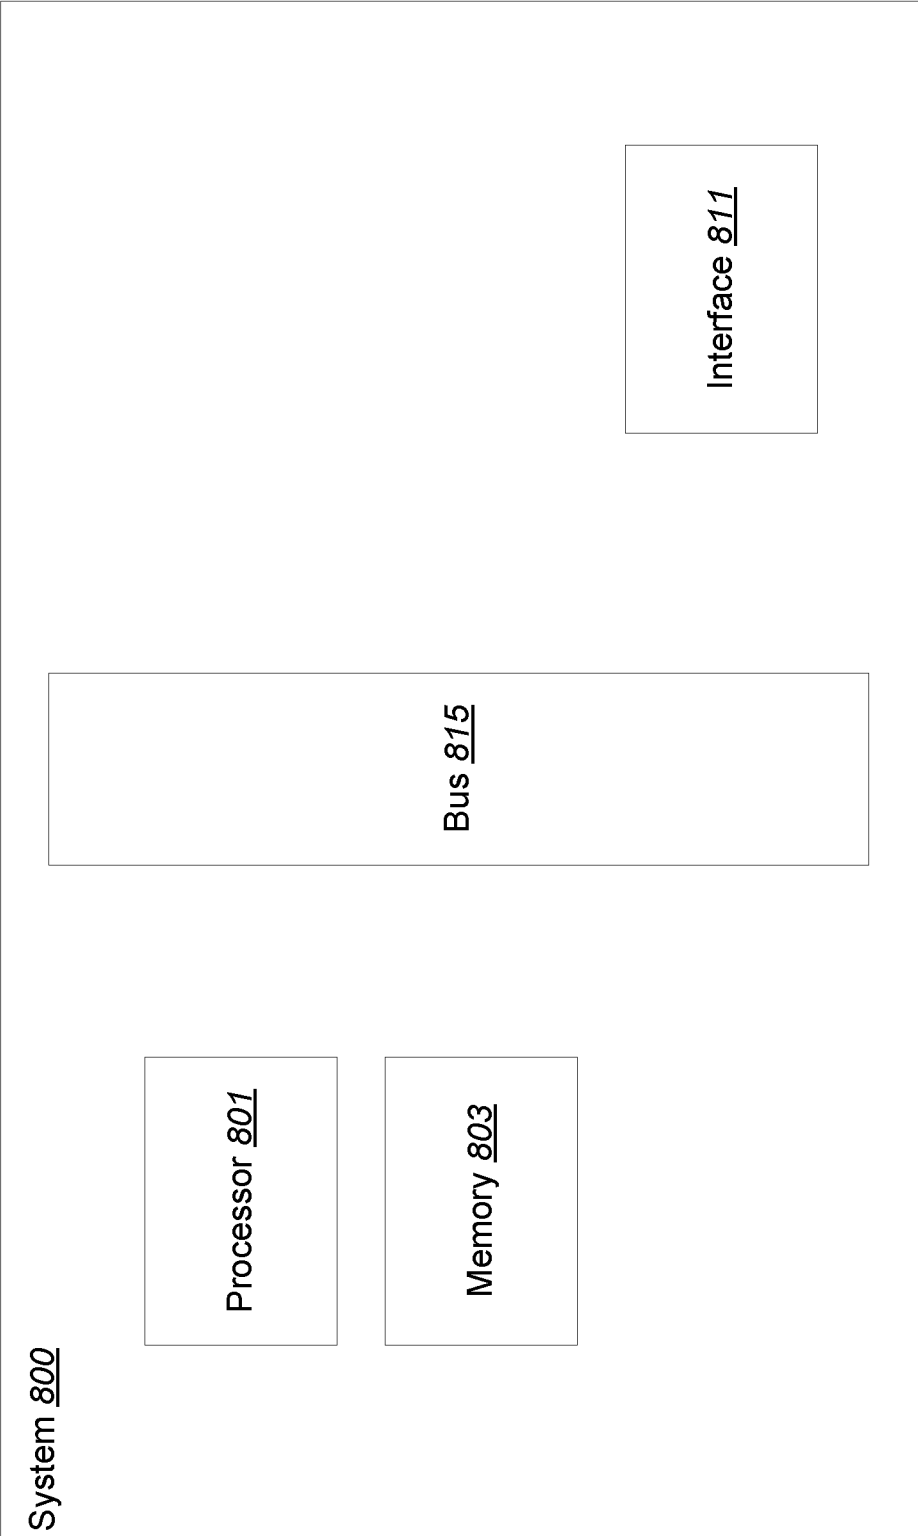 System 800
Processor 801
Memory 803
Bus 815
Interface 811